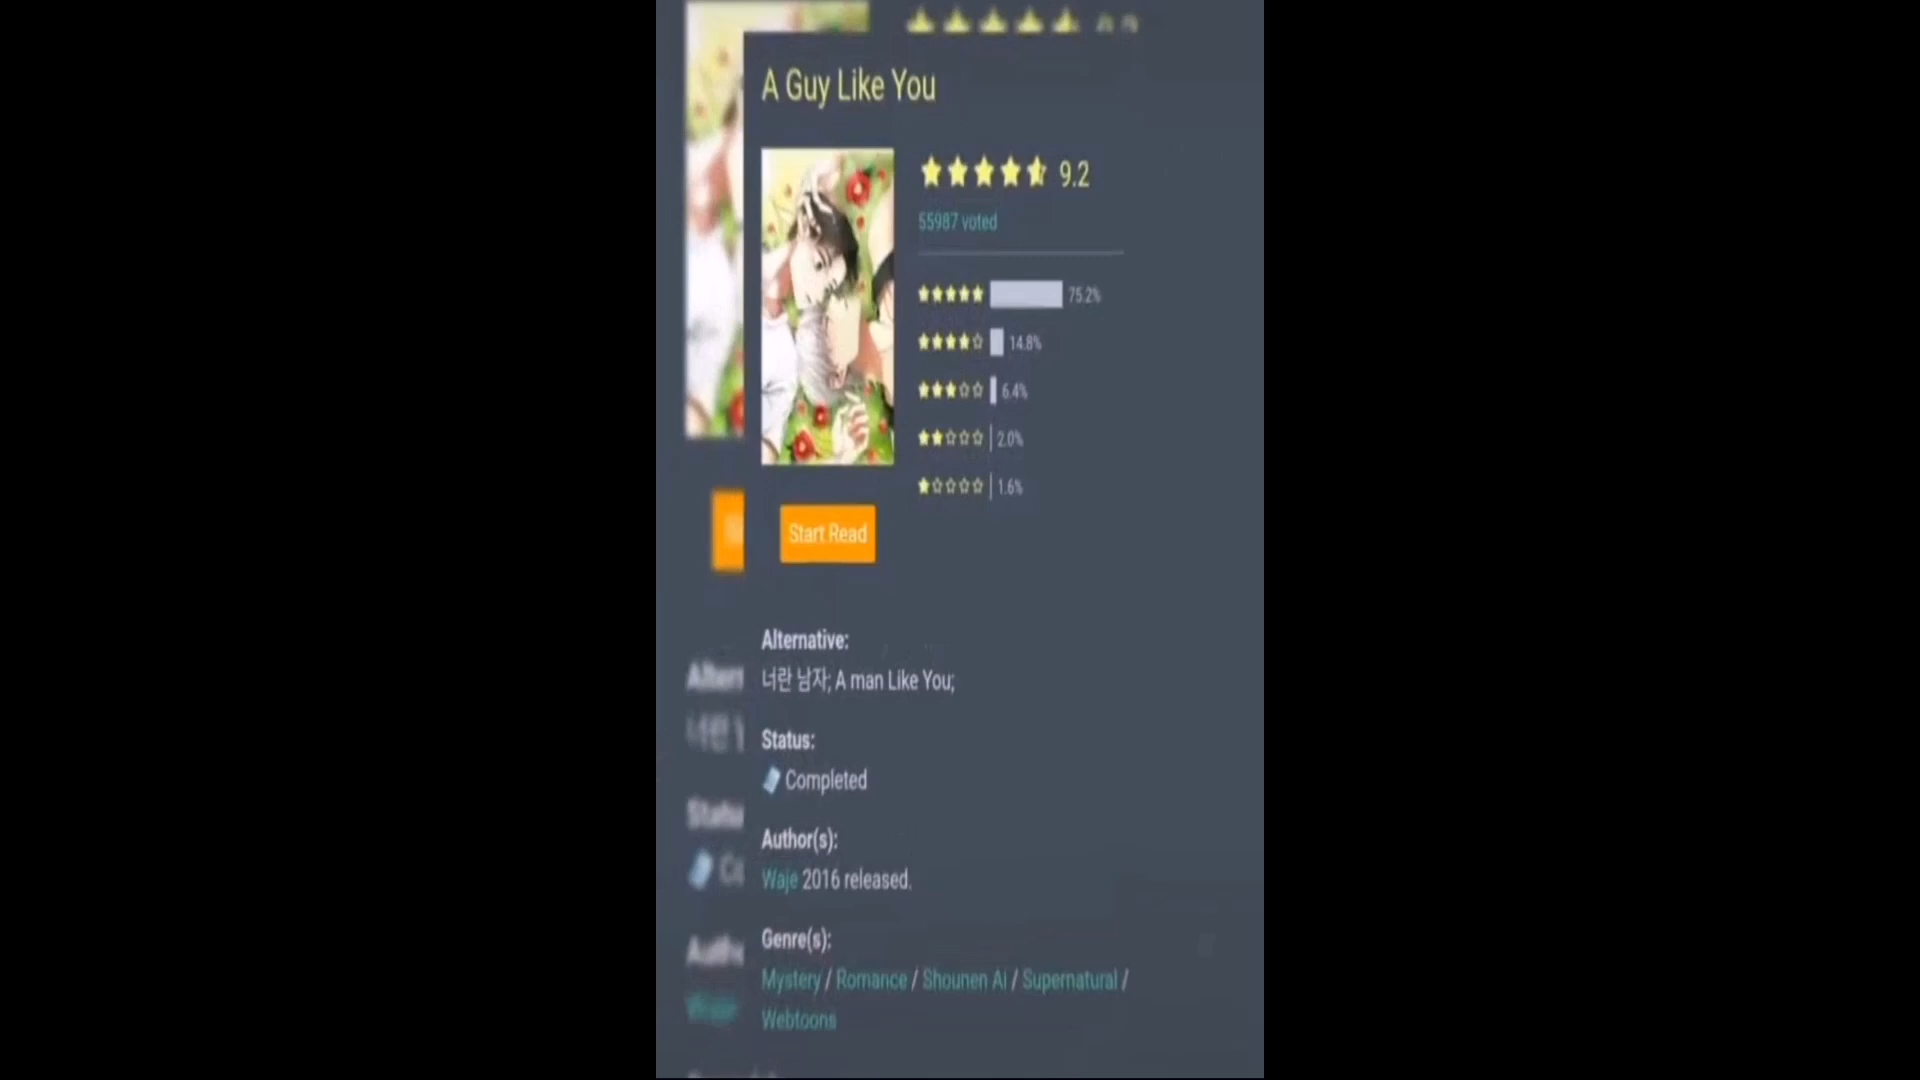 A Guy Like You
9.2
55987 voted
75.2%
14.8%
6.4%
2.0%
1.6%
Start Read
Alternative:
너란 남자; A man Like You;
Status:
Completed
Author(s):
Waje 2016 released.
Genre(s):
Mystery / Romance / Shounen Ai / Supernatural /
Webtoons